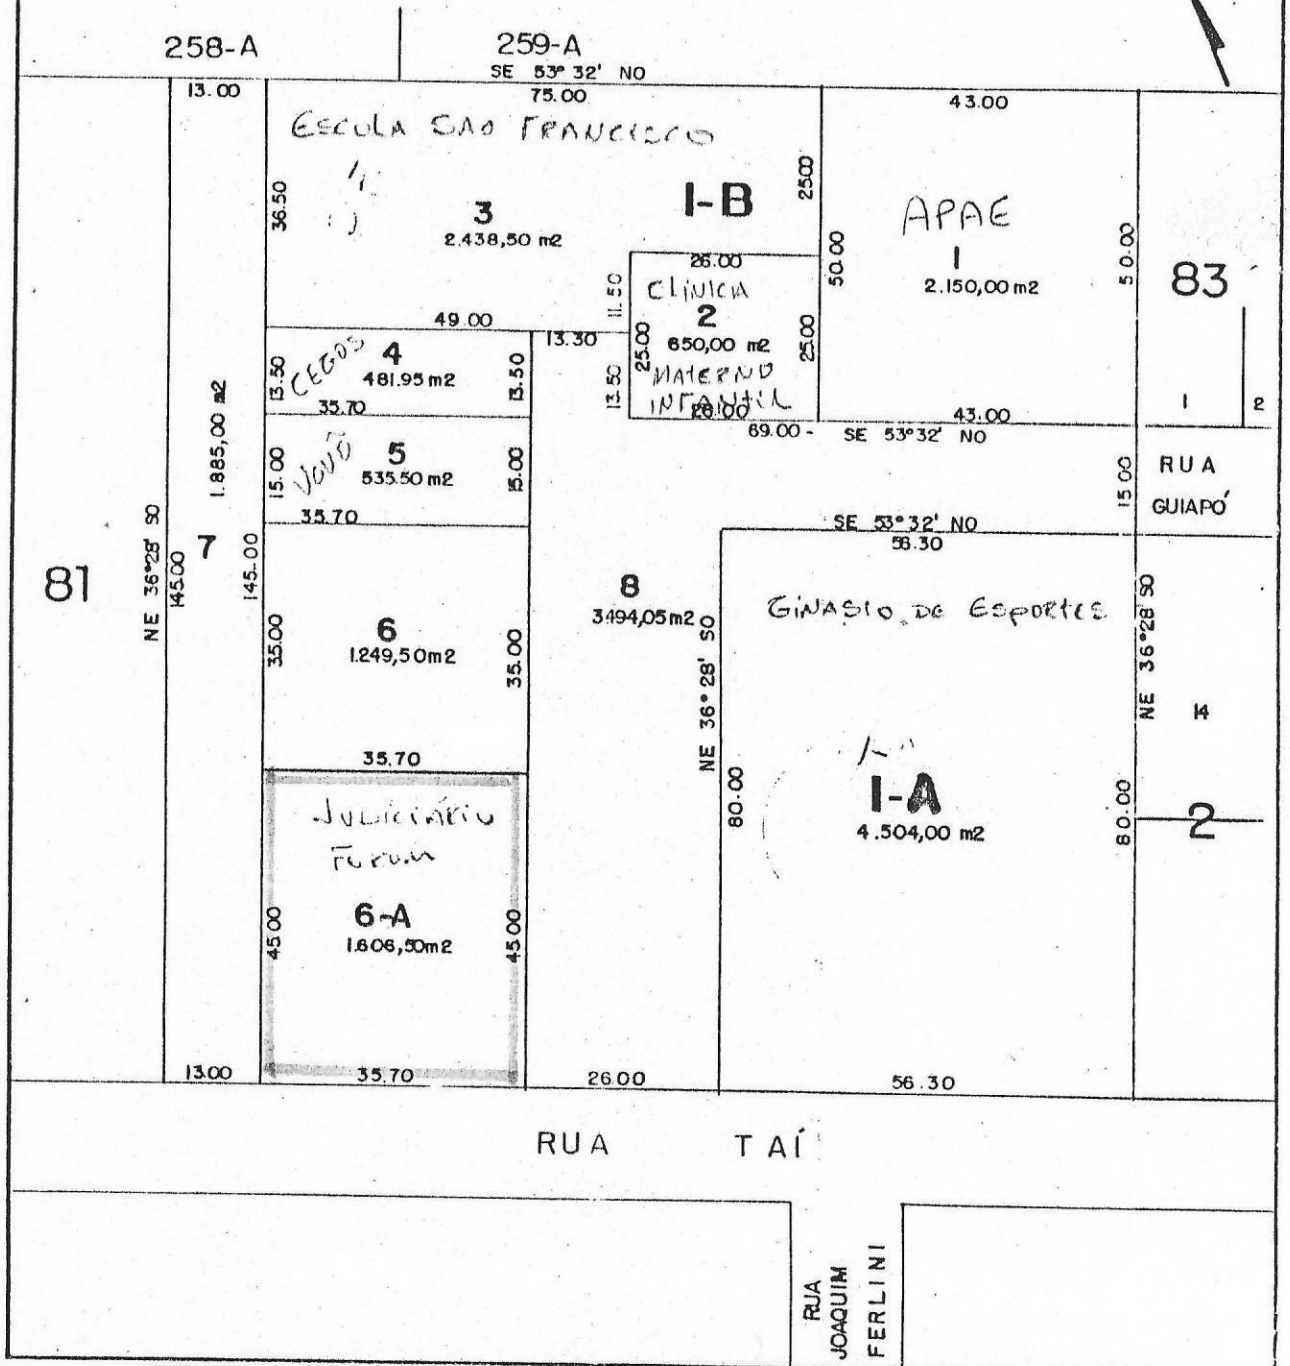 258-A
259-A
SE 53° 32' NO
13.00
75.00
43.00
ESCOLA SAO FRANCISCO
36.50
3
2.438,50 m2
I-B
25.00
APAE
1
2.150,00 m2
50.00
50.00
83
1
2
26.00
CLÍNICA
2
650,00 m2
MATERNO
INFANTIL
26.00
11.50
13.50
25.00
25.00
49.00
13.30
CEGOS
4
481.95 m2
13.50
13.50
35.70
43.00
69.00 - SE 53°32' NO
VOVÔ
5
535.50 m2
15.00
15.00
35.70
15.00
RUA
GUIAPÓ
1.885,00 m2
7
145.00
145.00
NE 36°28' SO
81
SE 53°32' NO
56.30
8
3494,05 m2
NE 36°28' SO
GINASIO DE ESPORTES
NE 36°28' SO
14
6
1.249,50m2
35.00
35.00
35.70
80.00
I-A
4.504,00 m2
80.00
2
JUDICIÁRIO
FORUM
6-A
1.606,50m2
45.00
45.00
13.00
35.70
26.00
56.30
RUA TAÍ
RUA
JOAQUIM
FERLINI